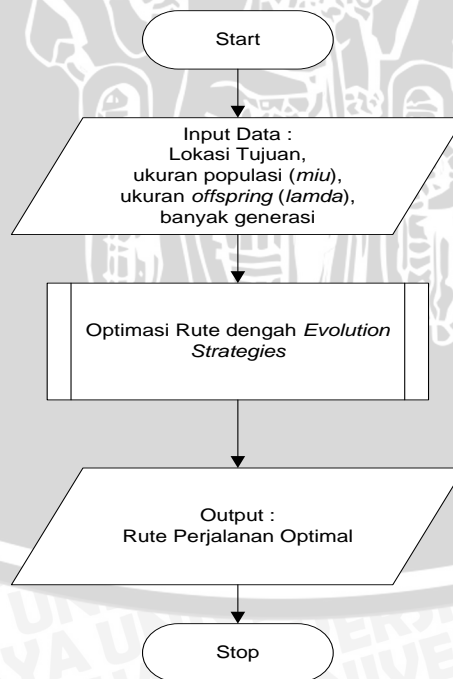 Start
Input Data :
Lokasi Tujuan,
ukuran populasi (miu),
ukuran offspring (lamda),
banyak generasi
Optimasi Rute dengah Evolution
Strategies
Output :
Rute Perjalanan Optimal
Stop